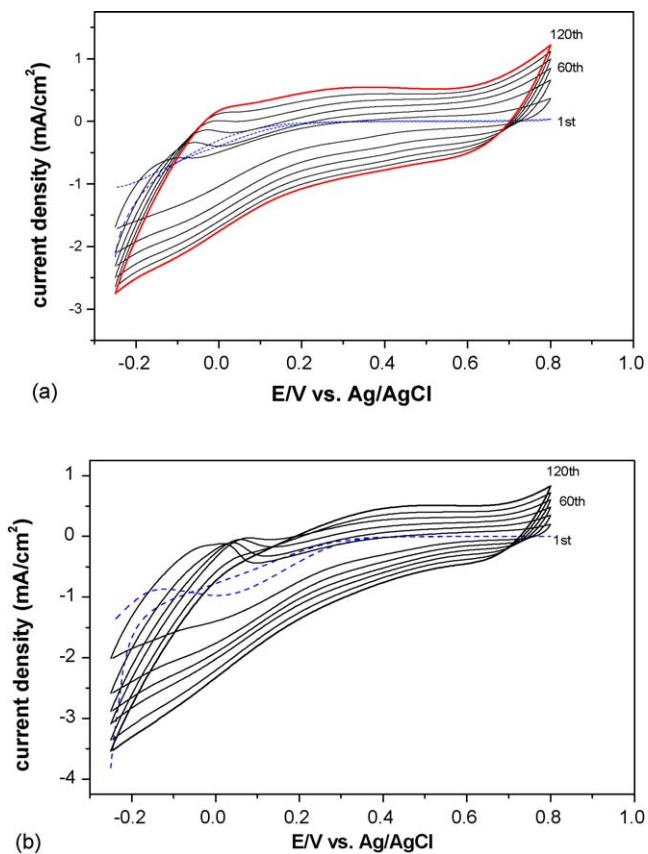 120th
60th
1st
1
0
-1
-2
-3
current density (mA/cm²)
-0.2 0.0 0.2 0.4 0.6 0.8 1.0
E/V vs. Ag/AgCl
(a)
120th
60th
1st
1
0
-1
-2
-3
-4
current density (mA/cm²)
-0.2 0.0 0.2 0.4 0.6 0.8 1.0
E/V vs. Ag/AgCl
(b)